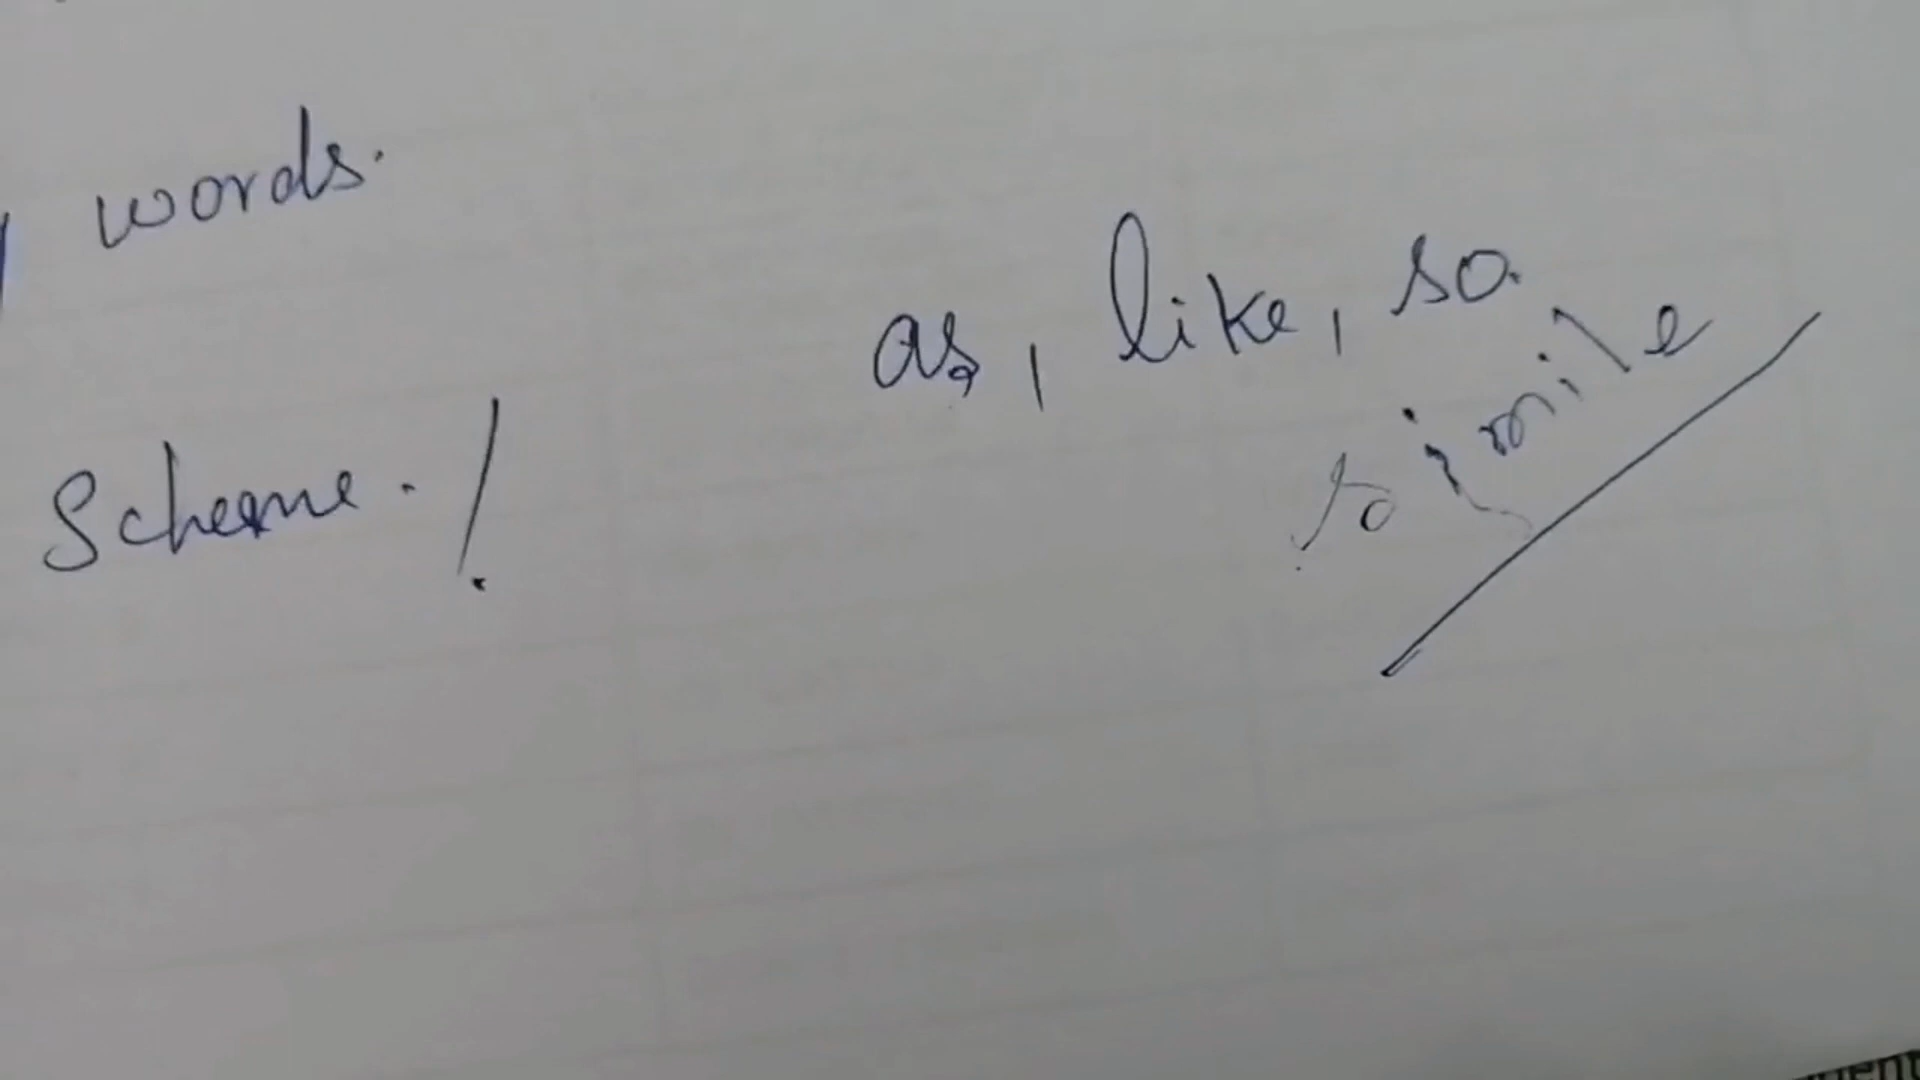 words.
as, like, so.
simile
Scheme. /